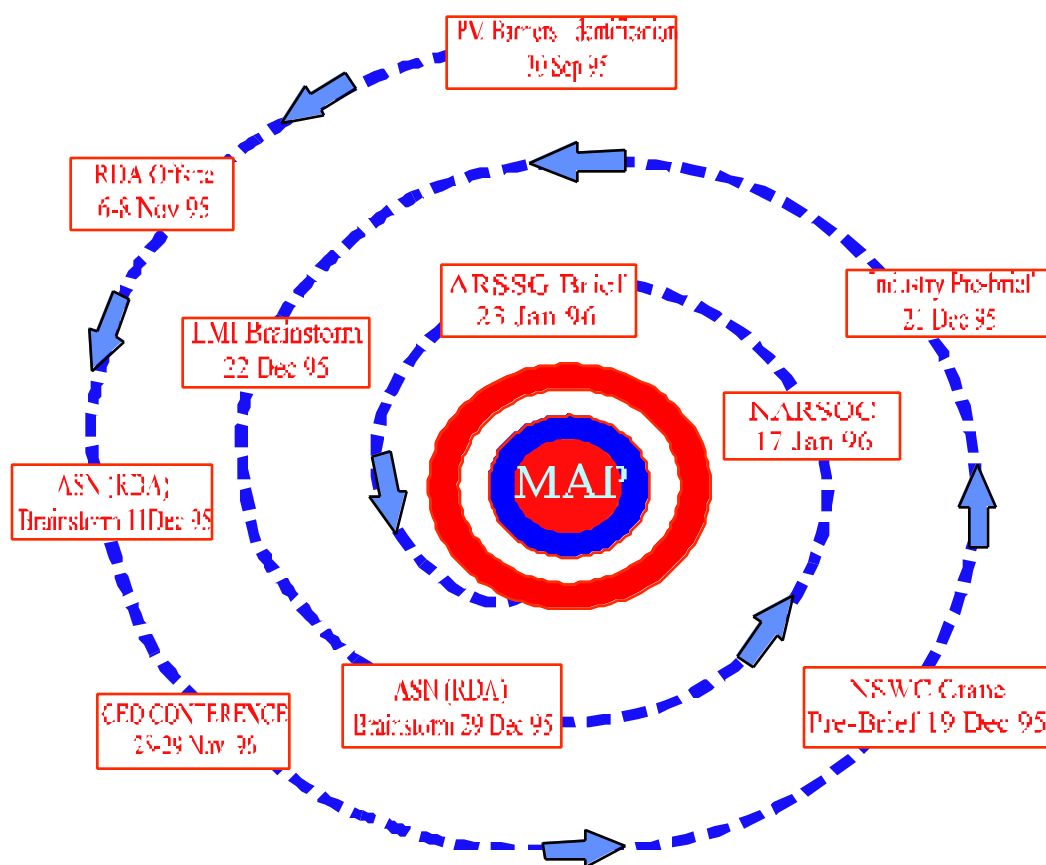 PM Barriers Identification
30 Sep 95
RDA Offsite
6-8 Nov 95
ASN (RDA)
Brainstorm 11Dec 95
CEO CONFERENCE
28-29 Nov 95
NSWC Crane
Pre-Brief 19 Dec 95
Industry Pre-brief
21 Dec 95
LMI Brainstorm
22 Dec 95
ASN (RDA)
Brainstorm 29 Dec 95
NARSOC
17 Jan 96
ARSSG Brief
23 Jan 96
MAP